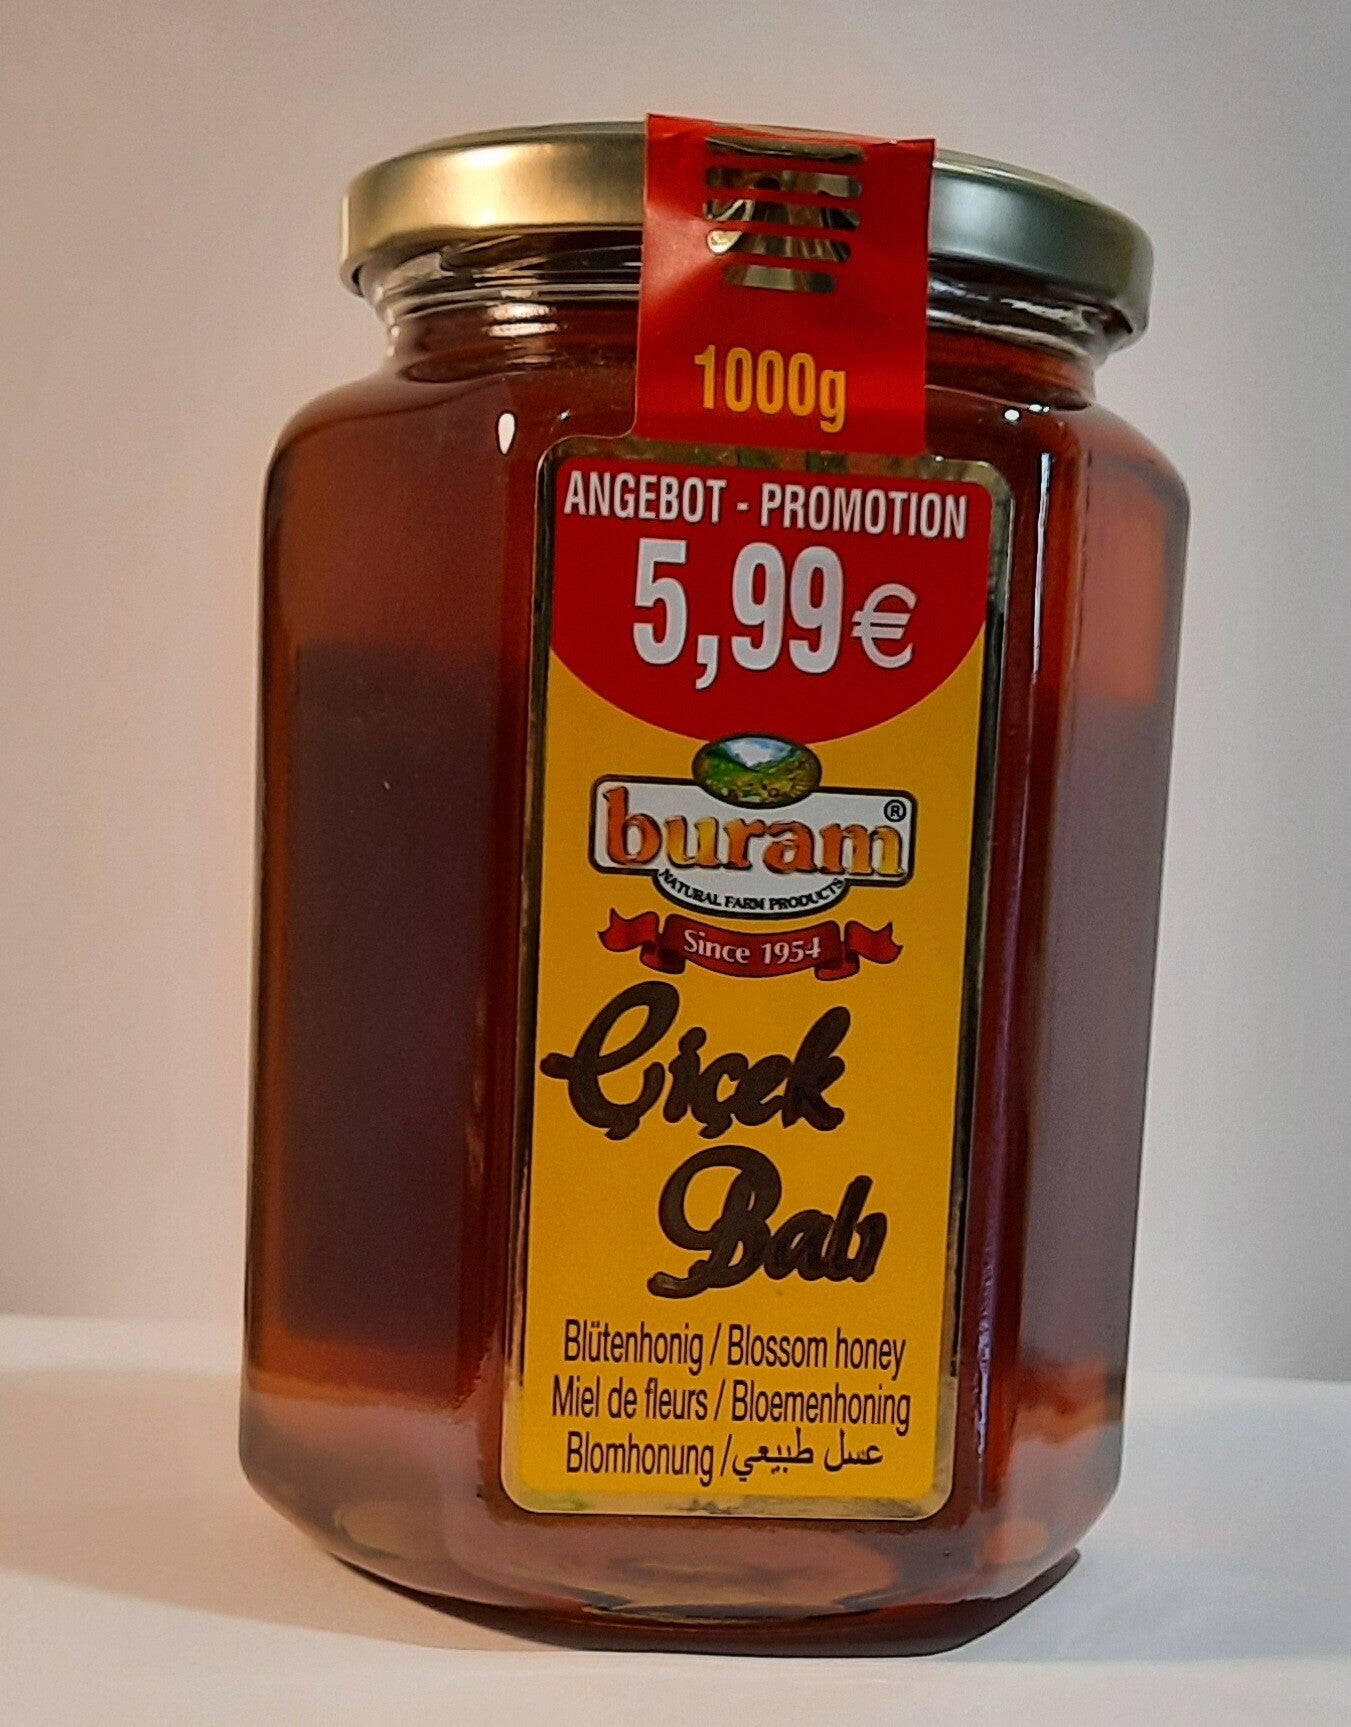 1000g
ANGEBOT - PROMOTION
5,99€
buram®
NATURAL FARM PRODUCTS
Since 1954
Çiçek
Balı
Blütenhonig / Blossom honey
Miel de fleurs / Bloemenhoning
Blomhonung / عسل طبيعي